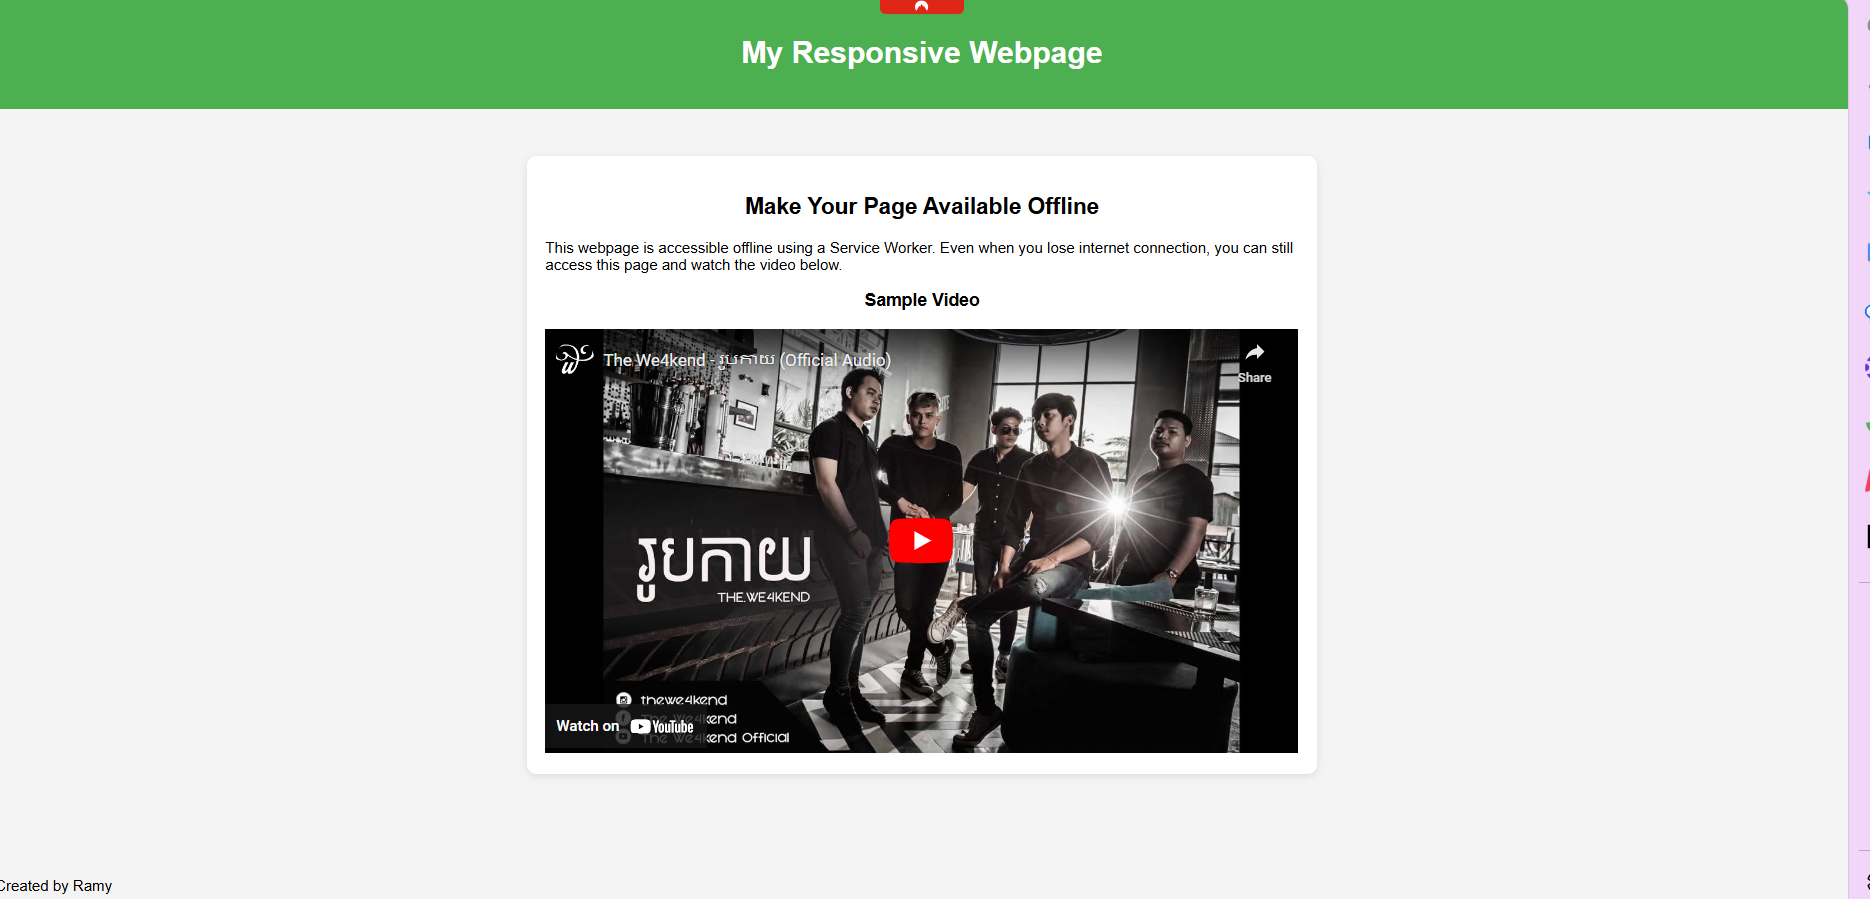 My Responsive Webpage
Make Your Page Available Offline
This webpage is accessible offline using a Service Worker. Even when you lose internet connection, you can still
access this page and watch the video below.
Sample Video
The We4kend - រូបកាយ (Official Audio)
Share
រូបកាយ
THE.WE4KEND
thewe4kend
The We4kend
The We4kend Official
Watch on YouTube
Created by Ramy